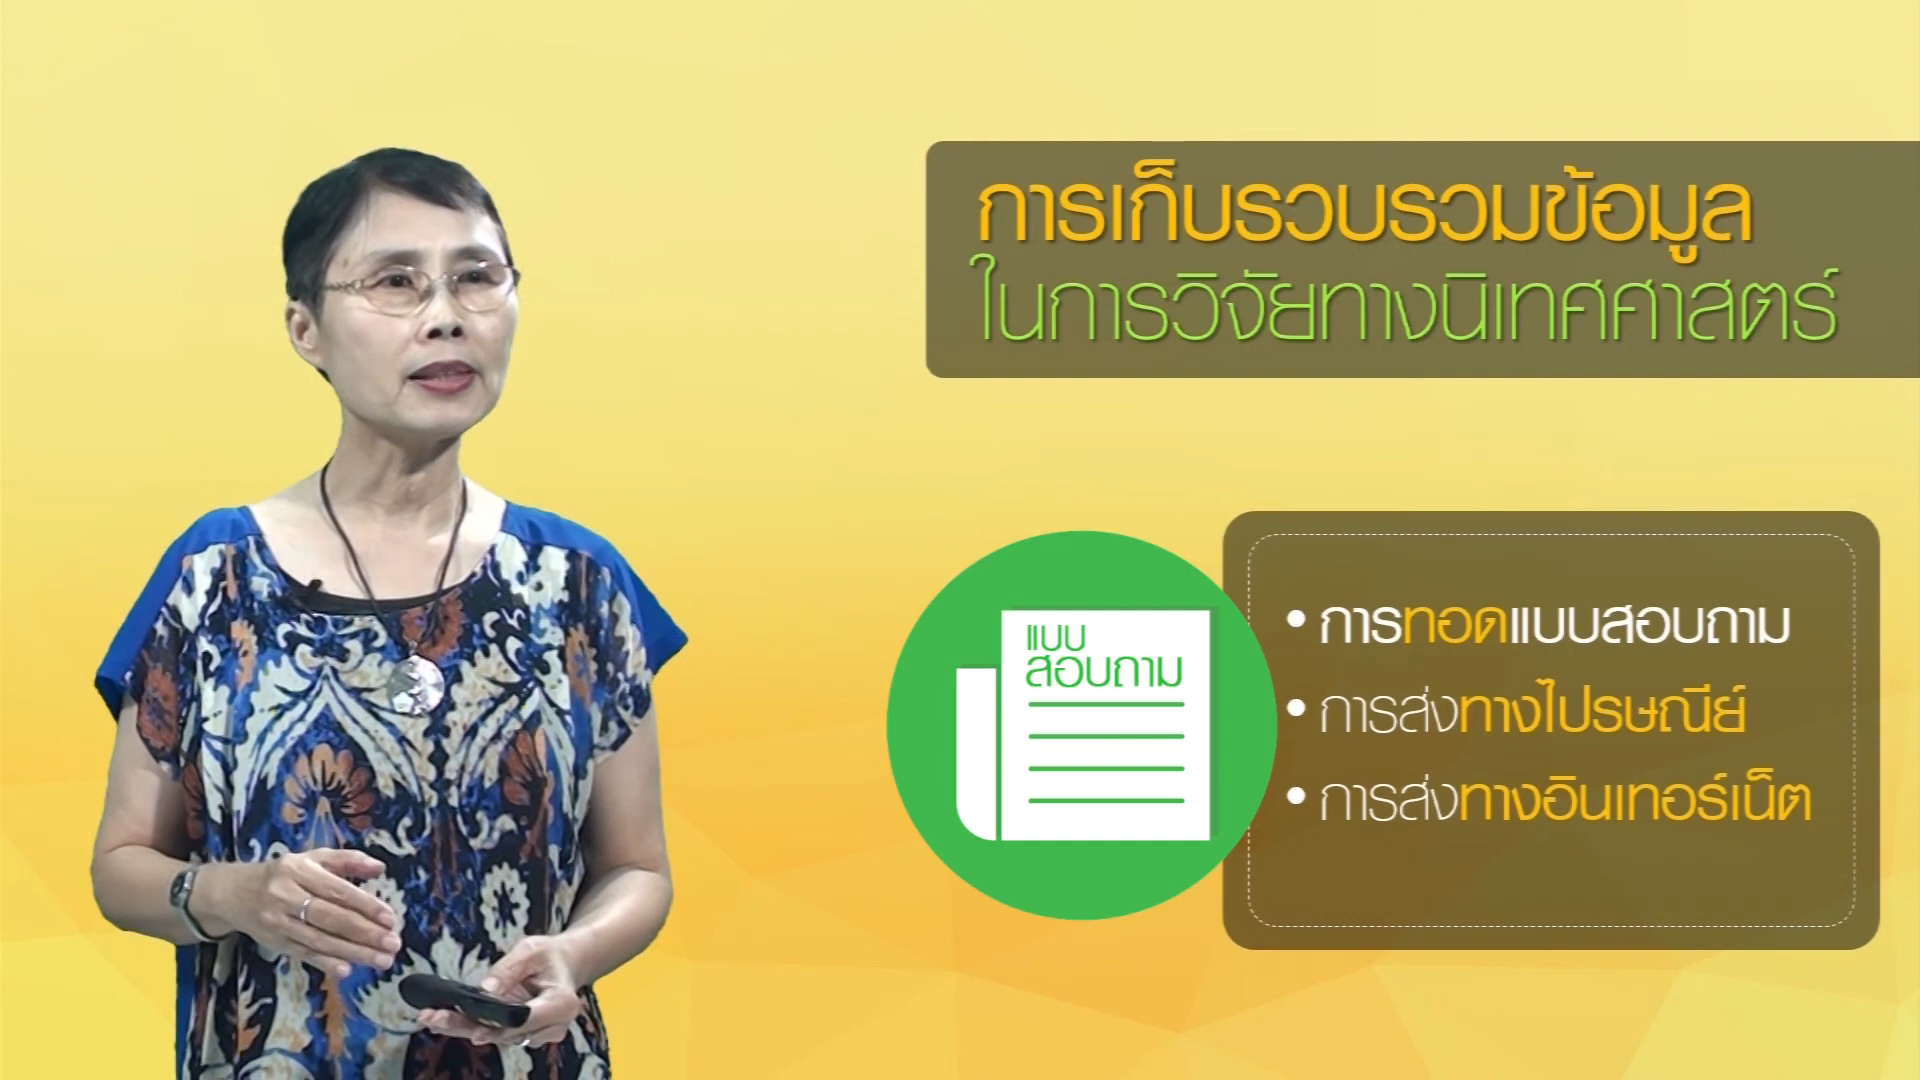 การเก็บรวบรวมข้อมูล
ในการวิจัยทางนิเทศศาสตร์
แบบ
สอบถาม
• การทอดแบบสอบถาม
• การส่งทางไปรษณีย์
• การส่งทางอินเทอร์เน็ต